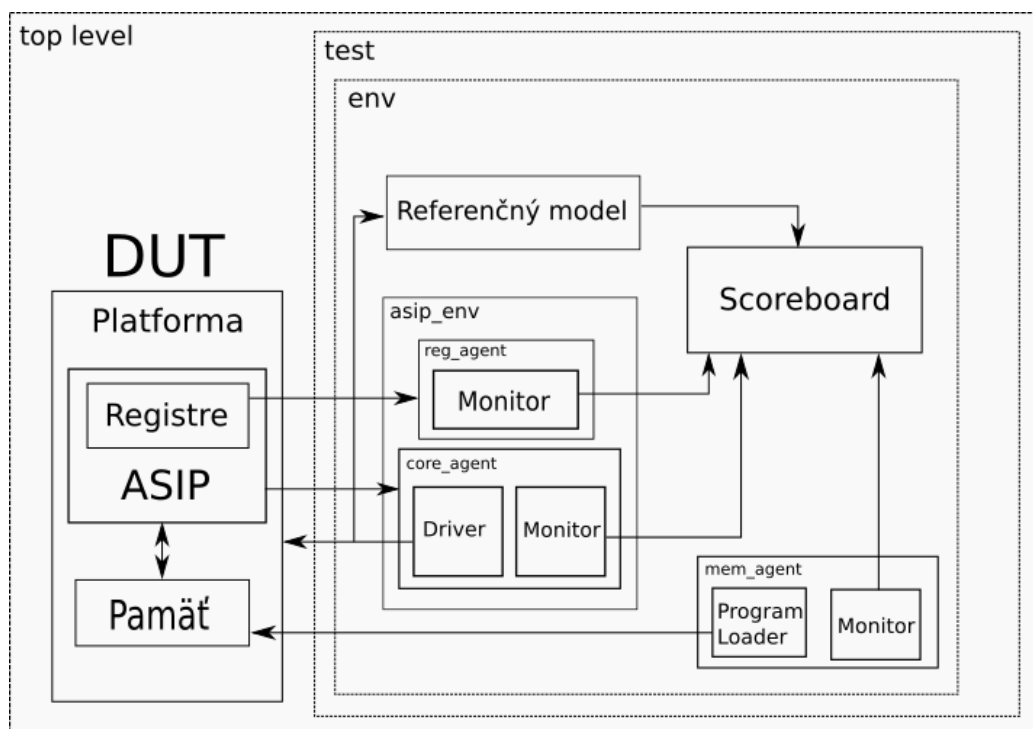 top level
test
env
Referenčný model
DUT
Scoreboard
Platforma
asip_env
reg_agent
Registre
Monitor
core_agent
ASIP
Driver
Monitor
mem_agent
Pamäť
Program
Loader
Monitor